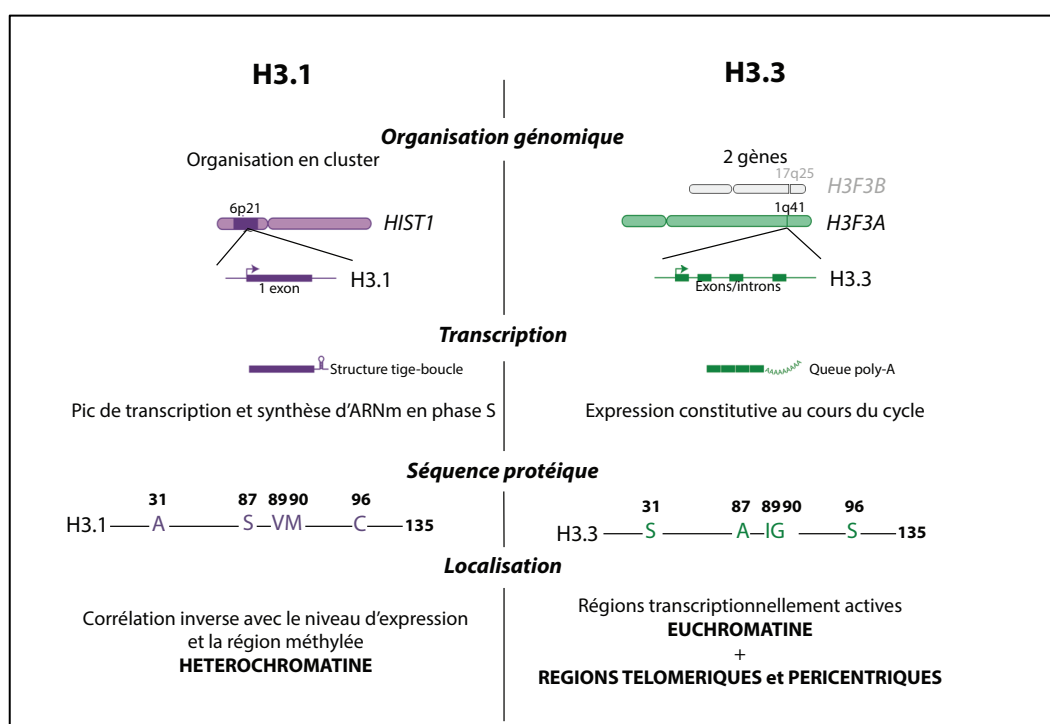 H3.1
H3.3
Organisation génomique
Organisation en cluster
2 gènes
17q25
H3F3B
6p21
HIST1
1q41
H3F3A
H3.1
1 exon
H3.3
Exons/introns
Transcription
Structure tige-boucle
Queue poly-A
Pic de transcription et synthèse d’ARNm en phase S
Expression constitutive au cours du cycle
Séquence protéique
31 87 89 90 96
H3.1 A S VM C 135
31 87 89 90 96
H3.3 S A IG S 135
Localisation
Corrélation inverse avec le niveau d’expression
et la région méthylée
HETEROCHROMATINE
Régions transcriptionnellement actives
EUCHROMATINE
+
REGIONS TELOMERIQUES et PERICENTRIQUES